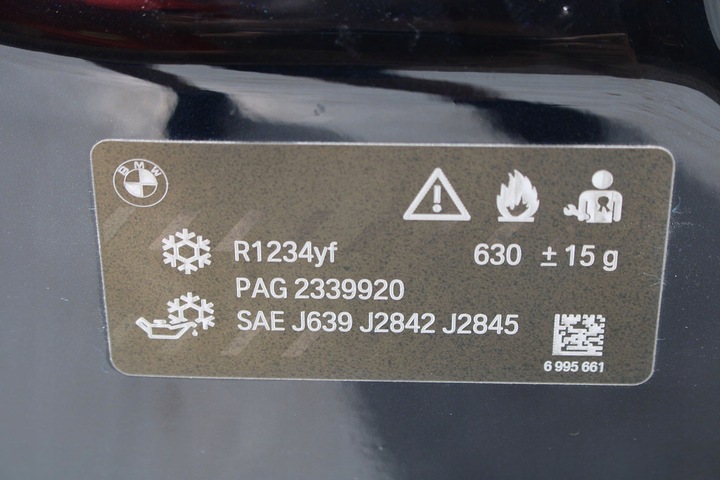 BMW
R1234yf 630 ± 15 g
PAG 2339920
SAE J639 J2842 J2845
6 995 661